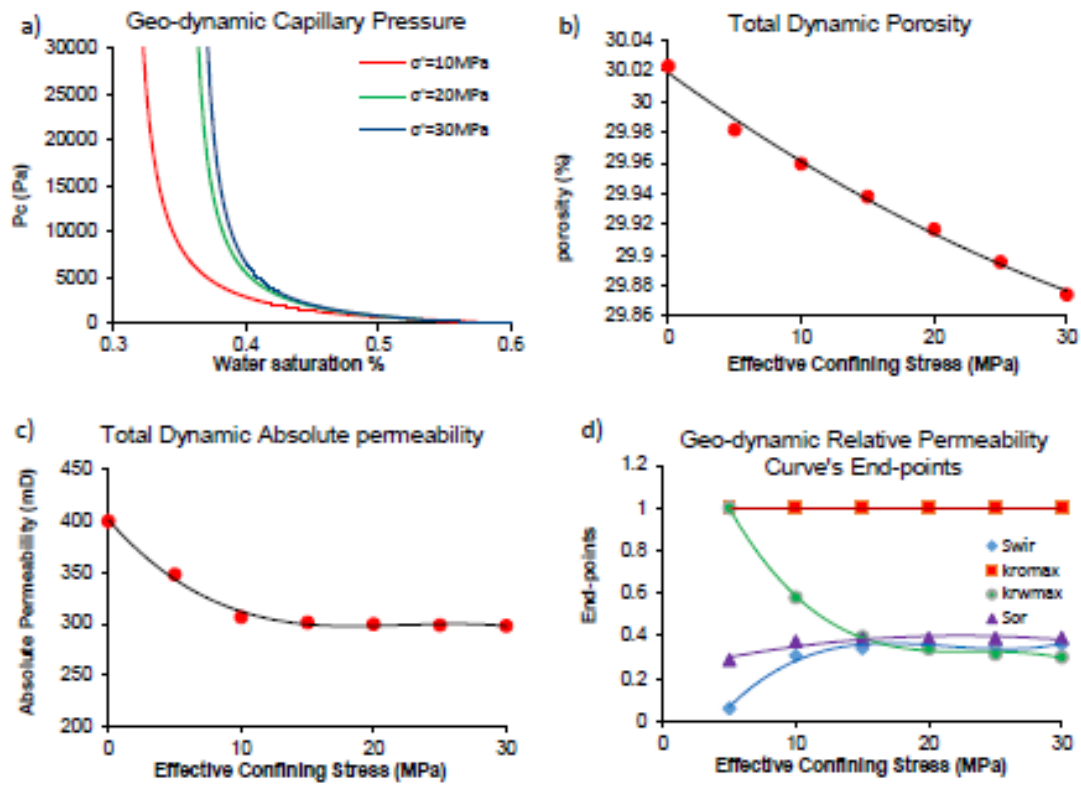 a)
Geo-dynamic Capillary Pressure
30000
25000
20000
15000
10000
5000
0
Pc (Pa)
σ'=10MPa
σ'=20MPa
σ'=30MPa
0.3 0.4 0.5 0.6
Water saturation %
b)
Total Dynamic Porosity
30.04
30.02
30
29.98
29.96
29.94
29.92
29.9
29.88
29.86
porosity (%)
0 10 20 30
Effective Confining Stress (MPa)
c)
Total Dynamic Absolute permeability
450
400
350
300
250
200
Absolute Permeability (mD)
0 10 20 30
Effective Confining Stress (MPa)
d)
Geo-dynamic Relative Permeability
Curve's End-points
1.2
1
0.8
0.6
0.4
0.2
0
End-points
Swir
kromax
krwmax
Sor
0 10 20 30
Effective Confining Stress (MPa)